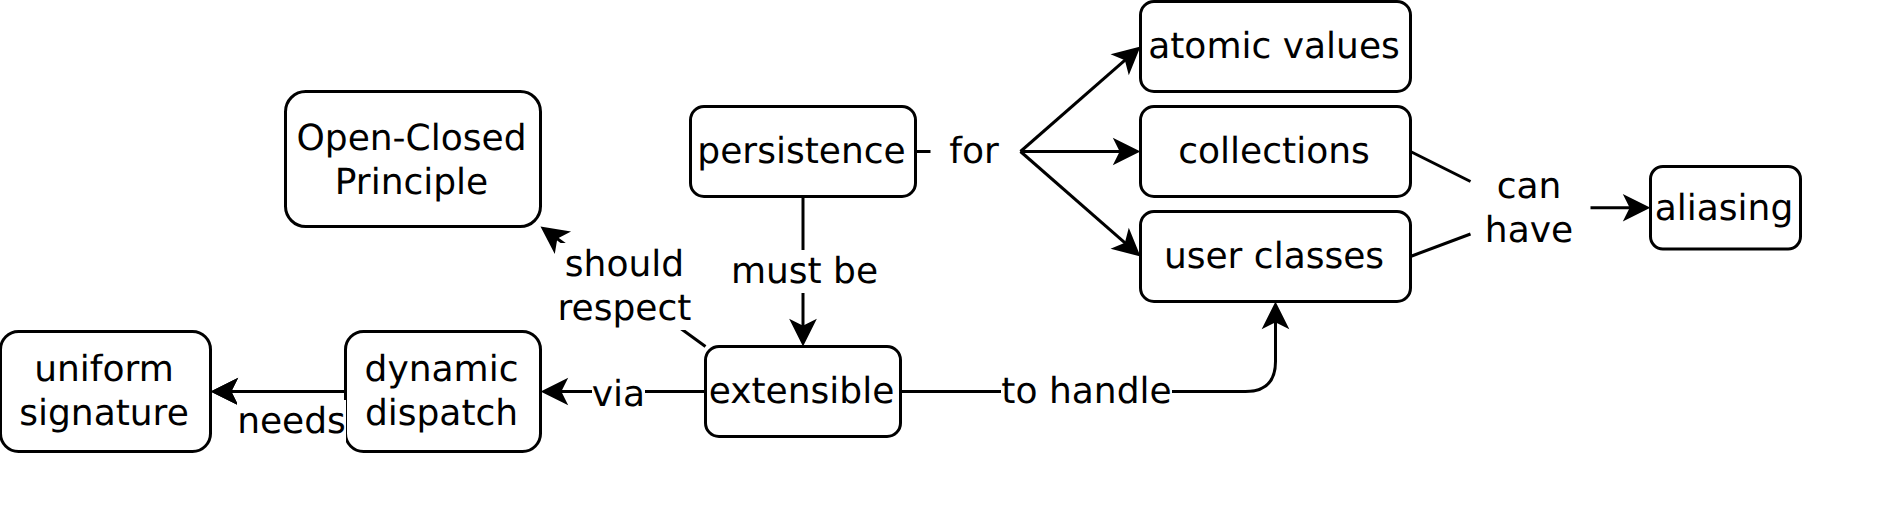 atomic values
Open-Closed
Principle
persistence
for
collections
can
have
aliasing
user classes
should
respect
must be
uniform
signature
needs
dynamic
dispatch
via
extensible
to handle